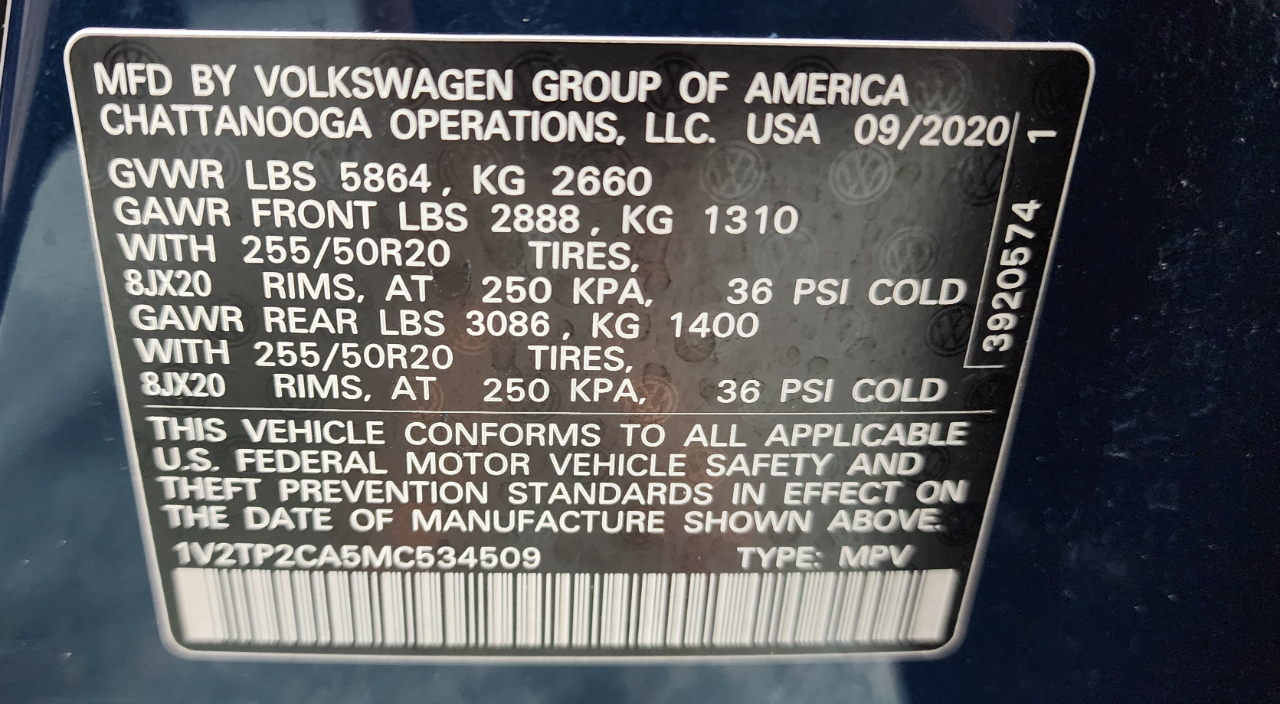 MFD BY VOLKSWAGEN GROUP OF AMERICA
CHATTANOOGA OPERATIONS, LLC. USA 09/2020
GVWR LBS 5864, KG 2660
GAWR FRONT LBS 2888, KG 1310
WITH 255/50R20 TIRES,
8JX20 RIMS, AT 250 KPA, 36 PSI COLD
GAWR REAR LBS 3086, KG 1400
WITH 255/50R20 TIRES,
8JX20 RIMS, AT 250 KPA, 36 PSI COLD
THIS VEHICLE CONFORMS TO ALL APPLICABLE
U.S. FEDERAL MOTOR VEHICLE SAFETY AND
THEFT PREVENTION STANDARDS IN EFFECT ON
THE DATE OF MANUFACTURE SHOWN ABOVE.
1V2TP2CA5MC534509 TYPE: MPV
3920574 1